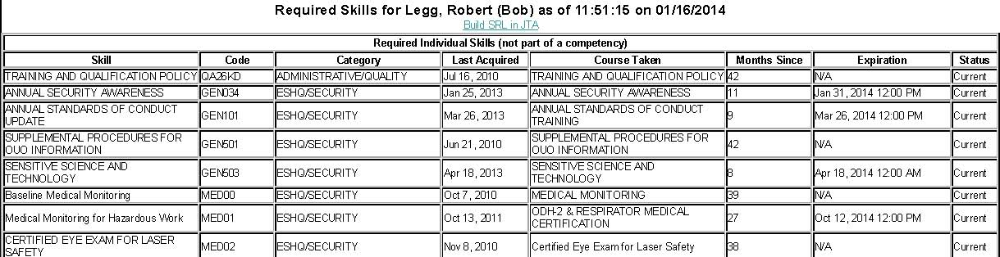 Required Skills for Legg, Robert (Bob) as of 11:51:15 on 01/16/2014
Build SRL in JTA
Required Individual Skills (not part of a competency)
Skill Code Category Last Acquired Course Taken Months Since Expiration Status
TRAINING AND QUALIFICATION POLICY QA26KD ADMINISTRATIVE/QUALITY Jul 16, 2010 TRAINING AND QUALIFICATION POLICY 42 N/A Current
ANNUAL SECURITY AWARENESS GEN034 ESHQ/SECURITY Jan 25, 2013 ANNUAL SECURITY AWARENESS 11 Jan 31, 2014 12:00 PM Current
ANNUAL STANDARDS OF CONDUCT UPDATE GEN101 ESHQ/SECURITY Mar 26, 2013 ANNUAL STANDARDS OF CONDUCT TRAINING 9 Mar 26, 2014 12:00 PM Current
SUPPLEMENTAL PROCEDURES FOR OUO INFORMATION GEN501 ESHQ/SECURITY Jun 21, 2010 SUPPLEMENTAL PROCEDURES FOR OUO INFORMATION 42 N/A Current
SENSITIVE SCIENCE AND TECHNOLOGY GEN503 ESHQ/SECURITY Apr 18, 2013 SENSITIVE SCIENCE AND TECHNOLOGY 8 Apr 18, 2014 12:00 AM Current
Baseline Medical Monitoring MED00 ESHQ/SECURITY Oct 7, 2010 MEDICAL MONITORING 39 N/A Current
Medical Monitoring for Hazardous Work MED01 ESHQ/SECURITY Oct 13, 2011 ODH-2 & RESPIRATOR MEDICAL CERTIFICATION 27 Oct 12, 2014 12:00 PM Current
CERTIFIED EYE EXAM FOR LASER SAFETY MED02 ESHQ/SECURITY Nov 8, 2010 Certified Eye Exam for Laser Safety 38 N/A Current